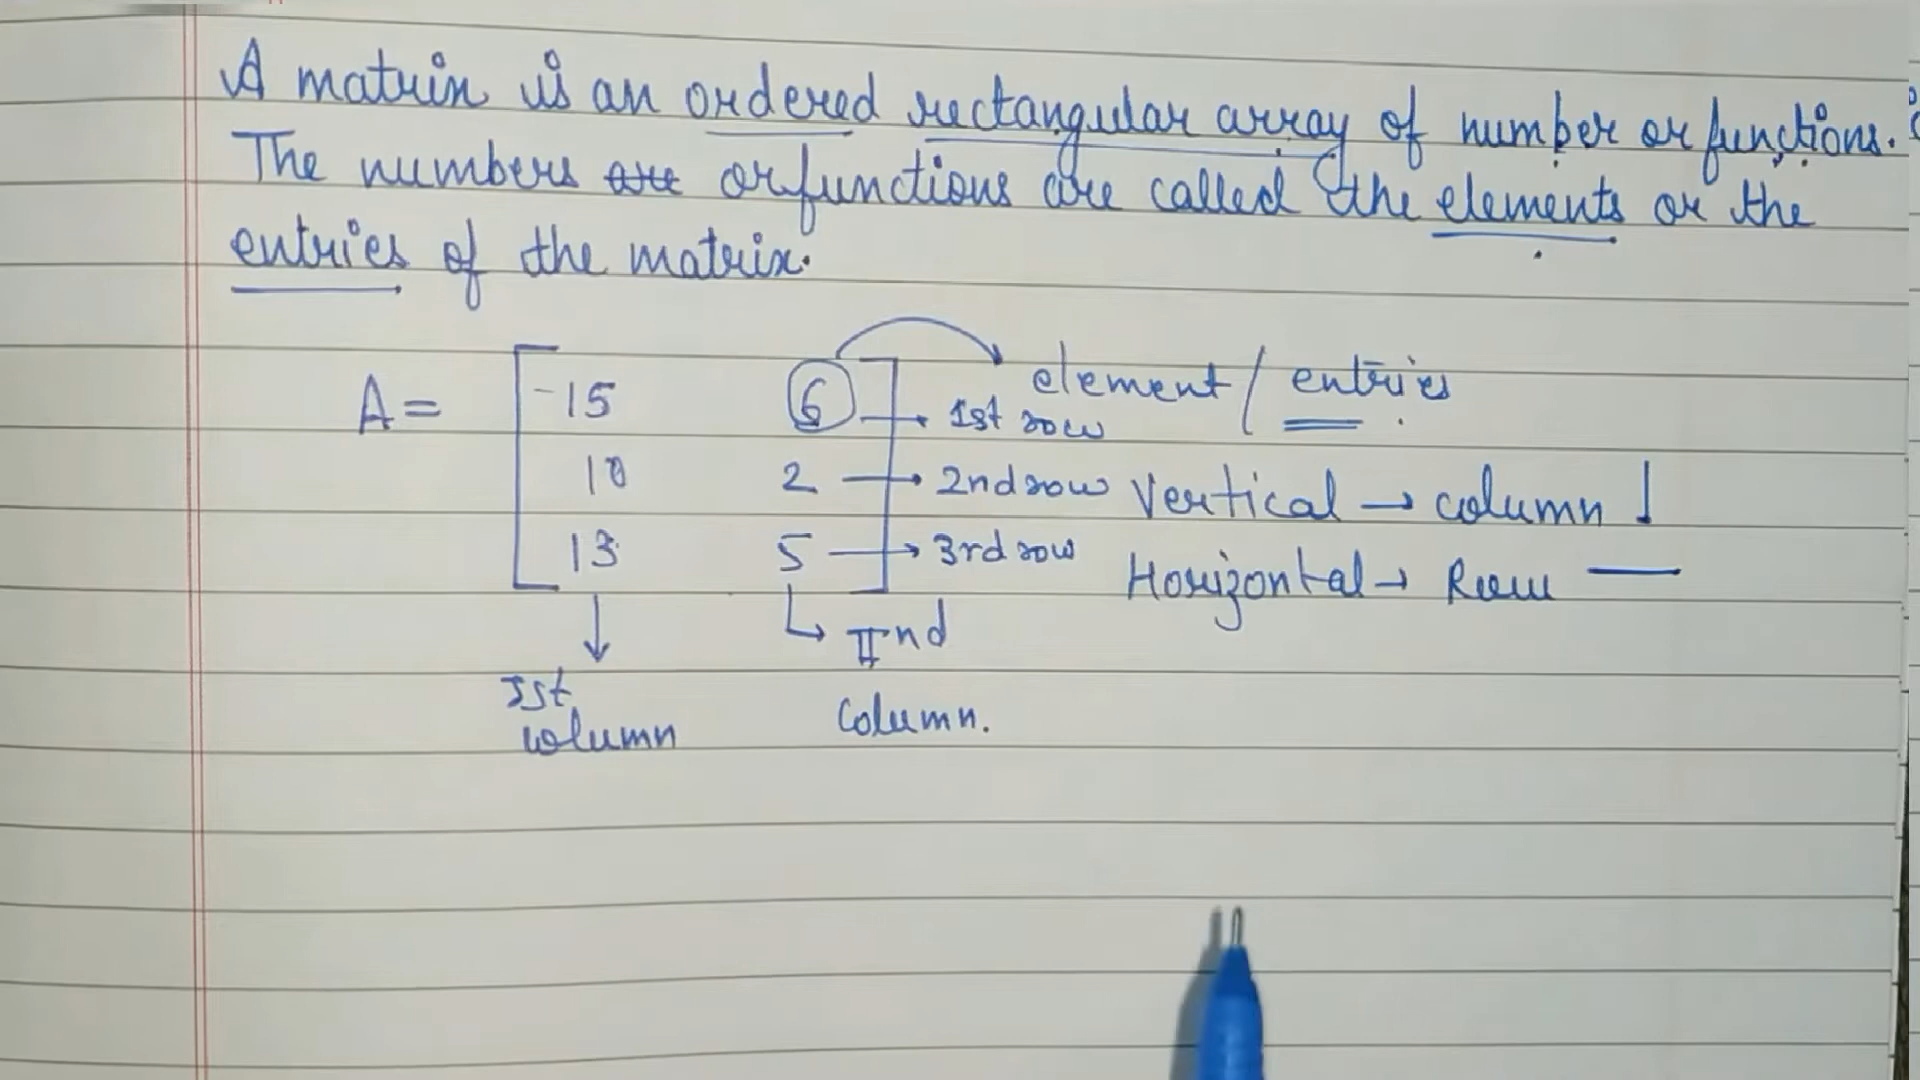 A matrix is an ordered rectangular array of number or functions.
The numbers are or functions are called the elements or the
entries of the matrix.
A = [ -15 6 ] → element / entries
→ 1st row
10 2 → 2nd row Vertical → column
13 5 → 3rd row Horizontal → Row —
↓ ↳ IInd
Ist
column column.